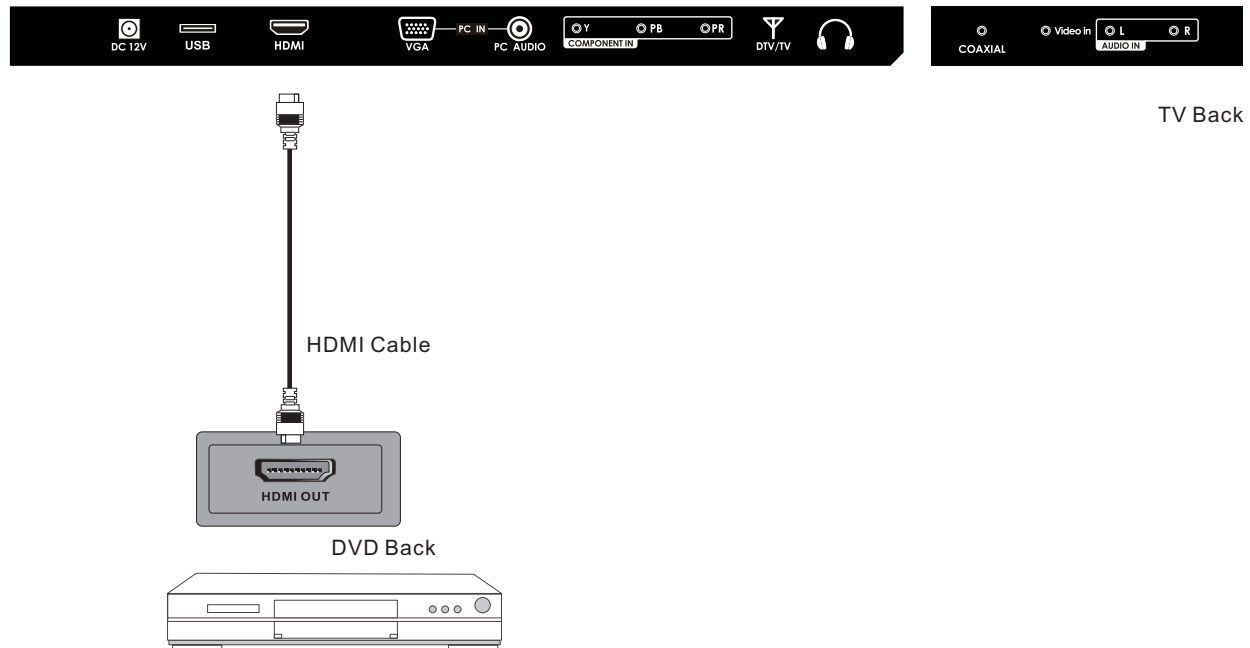 DC 12V
USB
HDMI
VGA
PC IN
PC AUDIO
Y PB PR
COMPONENT IN
DTV/TV
COAXIAL
Video in
L R
AUDIO IN
TV Back
HDMI Cable
HDMI OUT
DVD Back